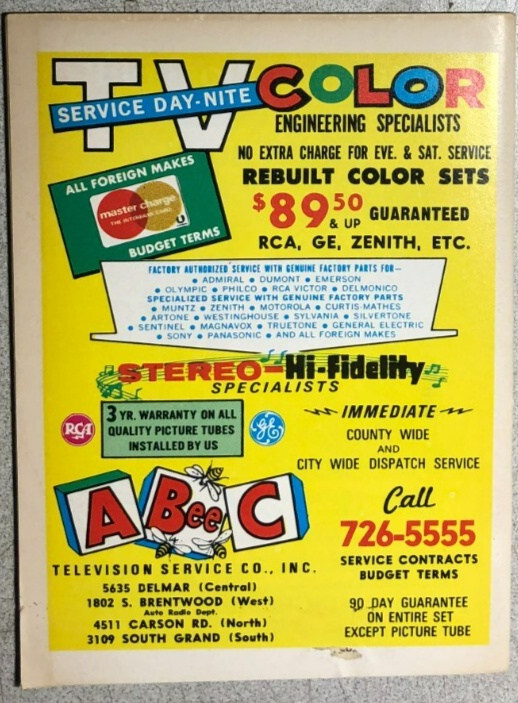 TV COLOR
SERVICE DAY-NITE
ENGINEERING SPECIALISTS
NO EXTRA CHARGE FOR EVE. & SAT. SERVICE
REBUILT COLOR SETS
$89.50 & UP GUARANTEED
RCA, GE, ZENITH, ETC.
ALL FOREIGN MAKES
master charge
THE INTERBANK CARD
BUDGET TERMS
FACTORY AUTHORIZED SERVICE WITH GENUINE FACTORY PARTS FOR—
• ADMIRAL • DUMONT • EMERSON
• OLYMPIC • PHILCO • RCA VICTOR • DELMONICO
SPECIALIZED SERVICE WITH GENUINE FACTORY PARTS
• MUNTZ • ZENITH • MOTOROLA • CURTIS-MATHES
• ARTONE • WESTINGHOUSE • SYLVANIA • SILVERTONE
• SENTINEL • MAGNAVOX • TRUETONE • GENERAL ELECTRIC
• SONY • PANASONIC • AND ALL FOREIGN MAKES
STEREO-Hi-Fidelity
SPECIALISTS
RCA
3 YR. WARRANTY ON ALL
QUALITY PICTURE TUBES
INSTALLED BY US
GE
IMMEDIATE
COUNTY WIDE
AND
CITY WIDE DISPATCH SERVICE
A Bee C
TELEVISION SERVICE CO., INC.
5635 DELMAR (Central)
1802 S. BRENTWOOD (West)
Auto Radio Dept.
4511 CARSON RD. (North)
3109 SOUTH GRAND (South)
Call
726-5555
SERVICE CONTRACTS
BUDGET TERMS
90 DAY GUARANTEE
ON ENTIRE SET
EXCEPT PICTURE TUBE